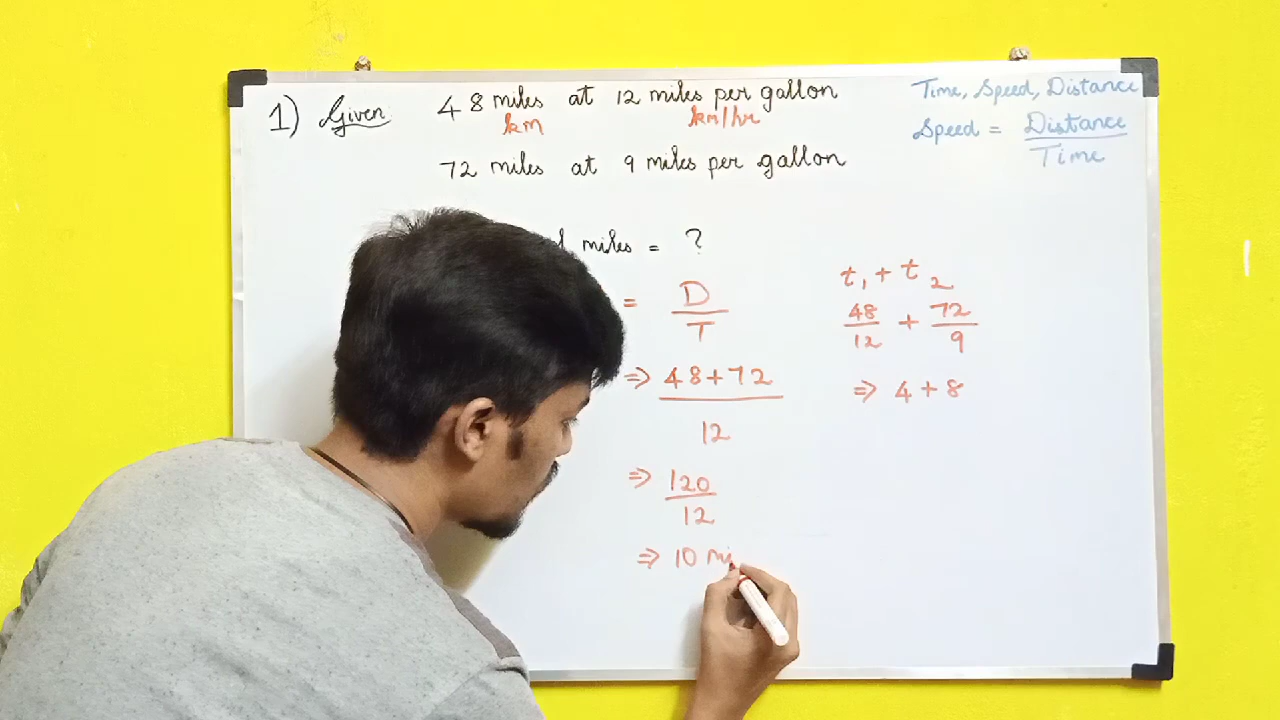 1) Given 48 miles at 12 miles per gallon
km km/hr
72 miles at 9 miles per gallon
miles = ?
= D
T
⇒ 48+72
12
⇒ 120
12
⇒ 10 mi
Time, Speed, Distance
Speed = Distance
Time
t₁ + t₂
48 + 72
12 9
⇒ 4 + 8